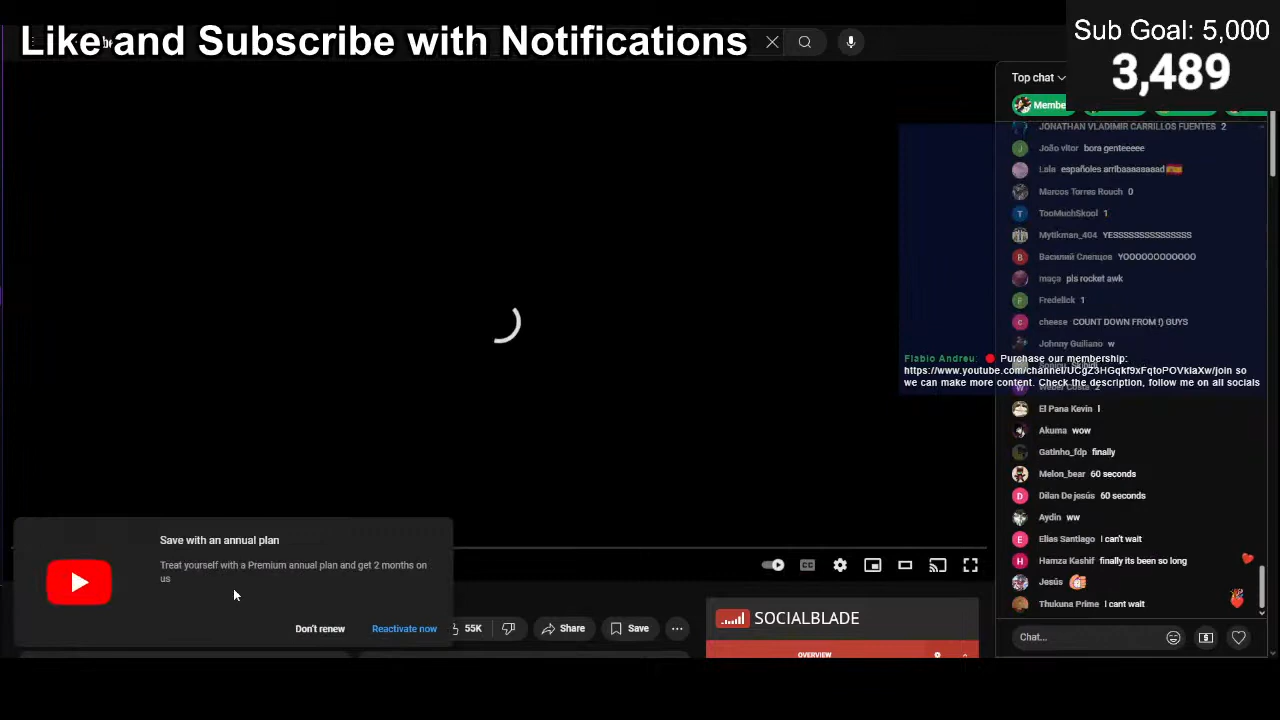 Like and Subscribe with Notifications
Sub Goal: 5,000
3,489
Top chat
Membe
JONATHAN VLADIMIR CARRILLOS FUENTES 2
João vitor bora genteeeee
Lala españoles arribaaaaaaad
Marcos Torres Rouch 0
TooMuchSkool 1
Mytikman_404 YESSSSSSSSSSSSSSS
Василий Слепцов YOOOOOOOOOOOO
maça pls rocket awk
Fredelick 1
cheese COUNT DOWN FROM !) GUYS
Johnny Guiliano w
Flabio Andreu: Purchase our membership:
https://www.youtube.com/channel/UCgZ3HGqkf9xFqtoPOVklaXw/join so
we can make more content. Check the description, follow me on all socials
El Pana Kevin I
Akuma wow
Gatinho_fdp finally
Melon_bear 60 seconds
Dilan De jesús 60 seconds
Aydin ww
Elias Santiago I can't wait
Hamza Kashif finally its been so long
Jesús
Thukuna Prime I cant wait
Chat...
Save with an annual plan
Treat yourself with a Premium annual plan and get 2 months on
us
Don't renew
Reactivate now
55K
Share
Save
SOCIALBLADE
OVERVIEW